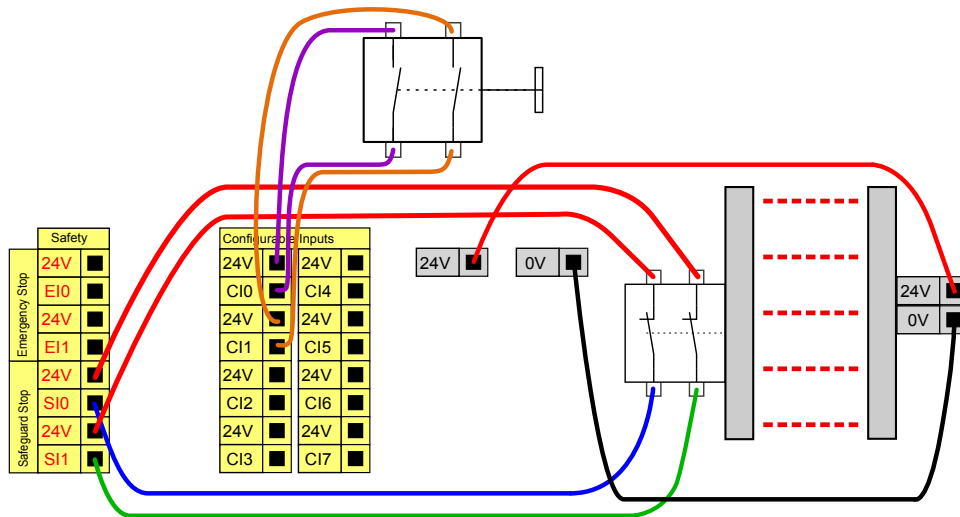 Safety
Emergency Stop
24V
EI0
24V
EI1
Safeguard Stop
24V
SI0
24V
SI1
Configurable Inputs
24V 24V
CI0 CI4
24V 24V
CI1 CI5
24V 24V
CI2 CI6
24V 24V
CI3 CI7
24V
0V
24V
0V